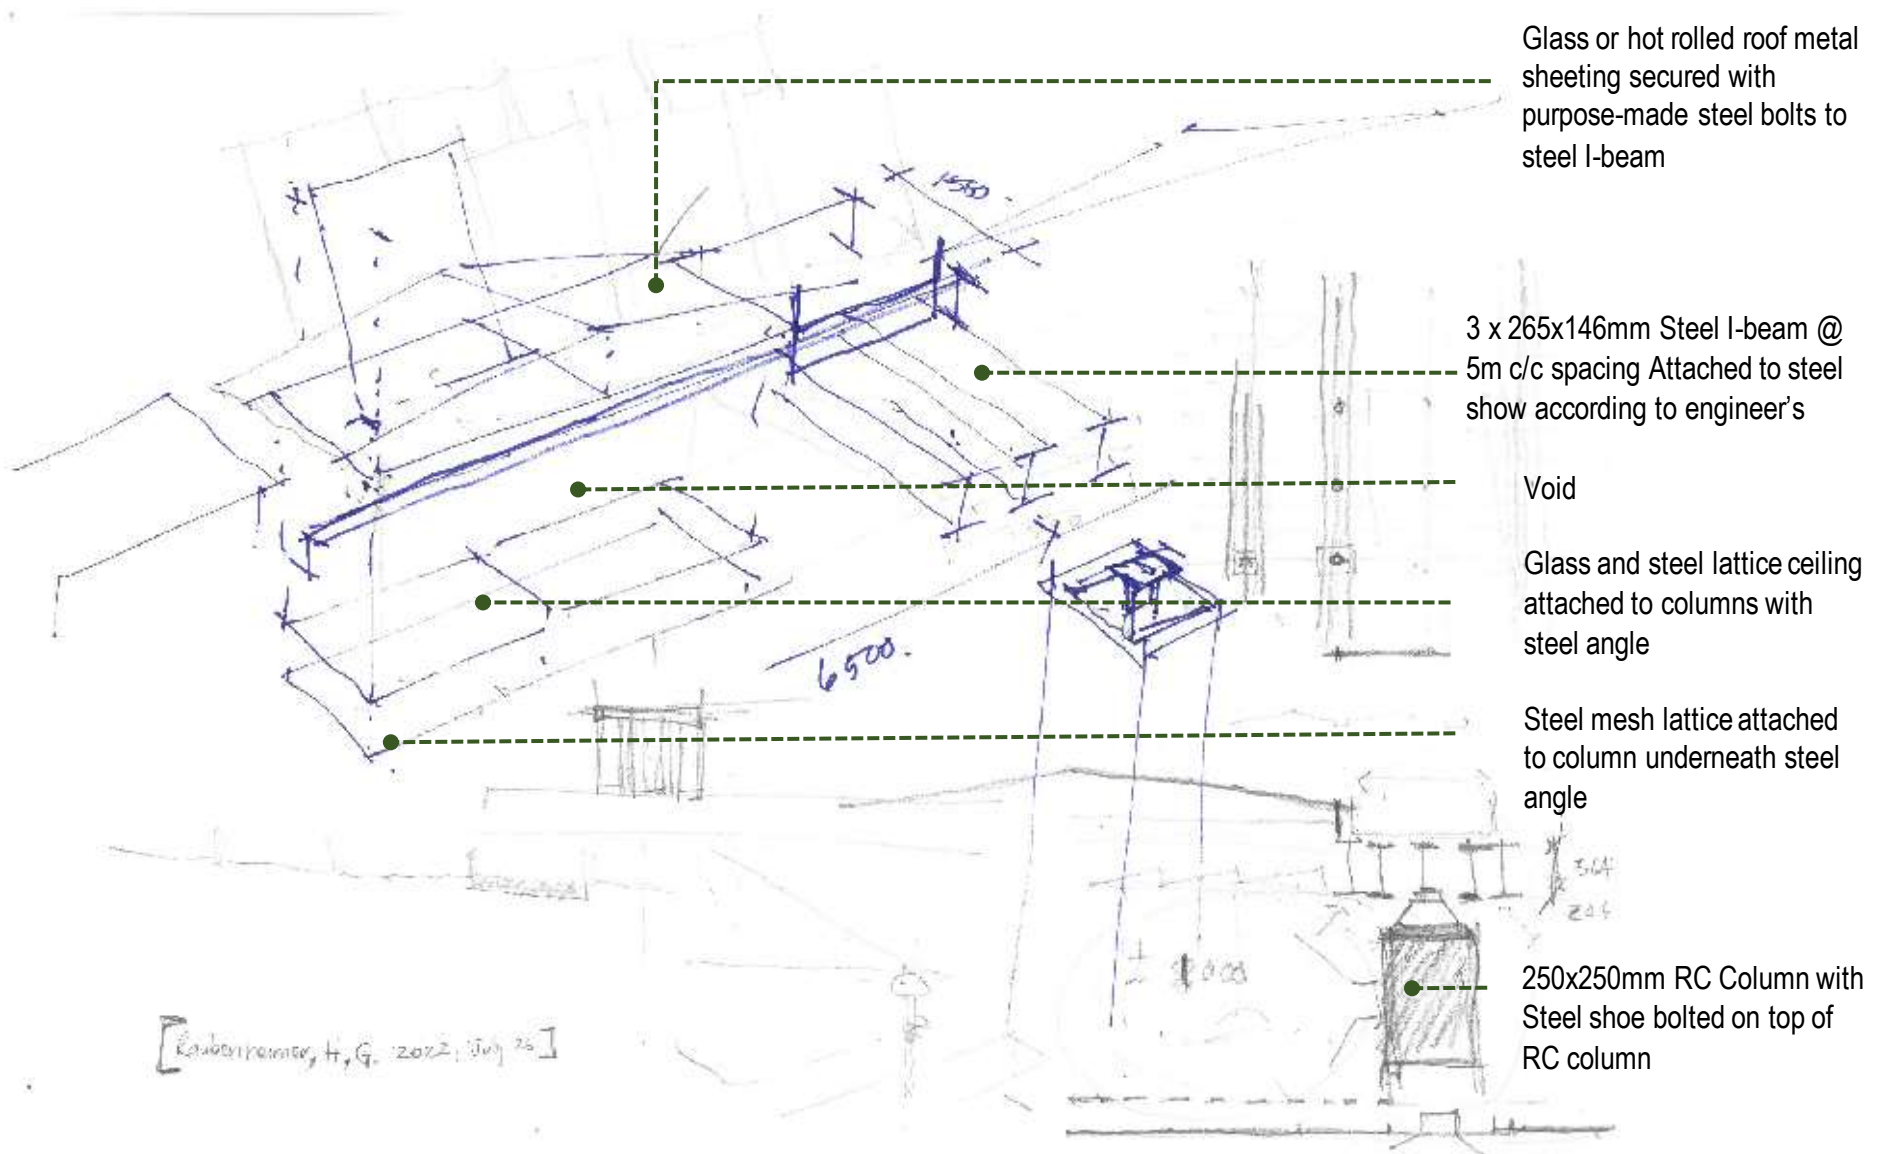 Glass or hot rolled roof metal
sheeting secured with
purpose-made steel bolts to
steel I-beam
3 x 265x146mm Steel I-beam @
5m c/c spacing Attached to steel
show according to engineer's
Void
Glass and steel lattice ceiling
attached to columns with
steel angle
6500.
Steel mesh lattice attached
to column underneath steel
angle
250x250mm RC Column with
Steel shoe bolted on top of
RC column
H, G. 2022,